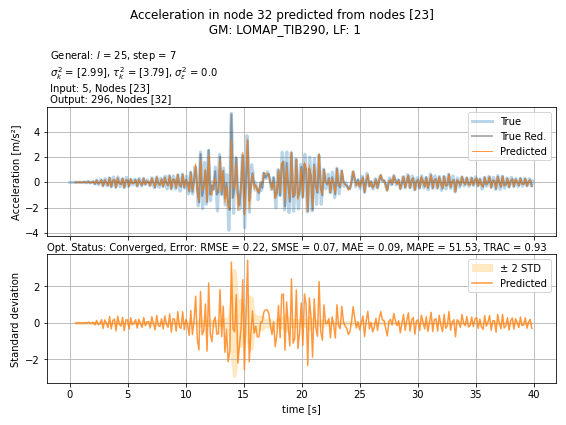 Acceleration in node 32 predicted from nodes [23]
GM: LOMAP_TIB290, LF: 1
General: l = 25, step = 7
σ²ₖ = [2.99], τ²ₖ = [3.79], σ²ε = 0.0
Input: 5, Nodes [23]
Output: 296, Nodes [32]
Acceleration [m/s²]
4
2
0
−2
−4
True
True Red.
Predicted
Opt. Status: Converged, Error: RMSE = 0.22, SMSE = 0.07, MAE = 0.09, MAPE = 51.53, TRAC = 0.93
Standard deviation
2
0
−2
± 2 STD
Predicted
0 5 10 15 20 25 30 35 40
time [s]